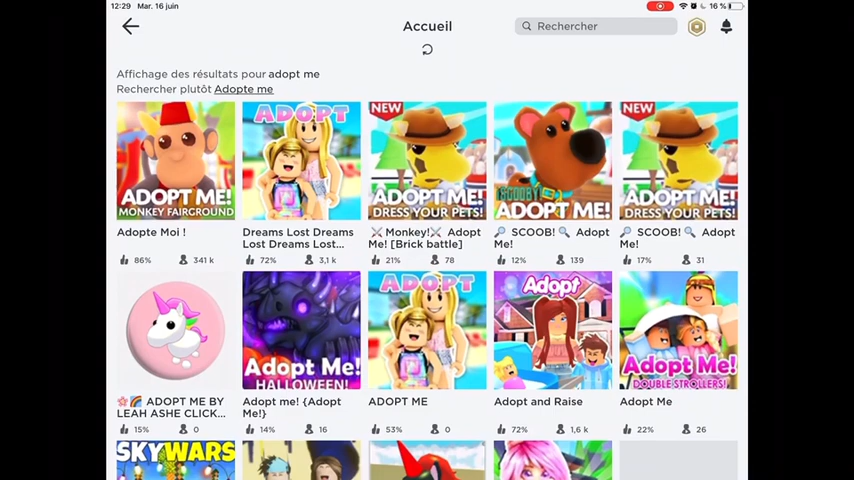 12:29 Mar. 16 juin
16 %
Accueil
Rechercher
Affichage des résultats pour adopt me
Rechercher plutôt Adopte me
ADOPT ME!
MONKEY FAIRGROUND
ADOPT
NEW
ADOPT ME!
DRESS YOUR PETS!
SCOOBY
ADOPT ME!
NEW
ADOPT ME!
DRESS YOUR PETS!
Adopte Moi !
Dreams Lost Dreams
Lost Dreams Lost...
Monkey! Adopt
Me! [Brick battle]
SCOOB! Adopt
Me!
SCOOB! Adopt
Me!
86% 341 k
72% 3,1 k
21% 78
12% 139
17% 31
Adopt Me!
HALLOWEEN!
ADOPT
Adopt
Adopt Me!
DOUBLE STROLLERS!
ADOPT ME BY
LEAH ASHE CLICK...
Adopt me! {Adopt
Me!}
ADOPT ME
Adopt and Raise
Adopt Me
15% 0
14% 16
53% 0
72% 1,6 k
22% 26
SKYWARS